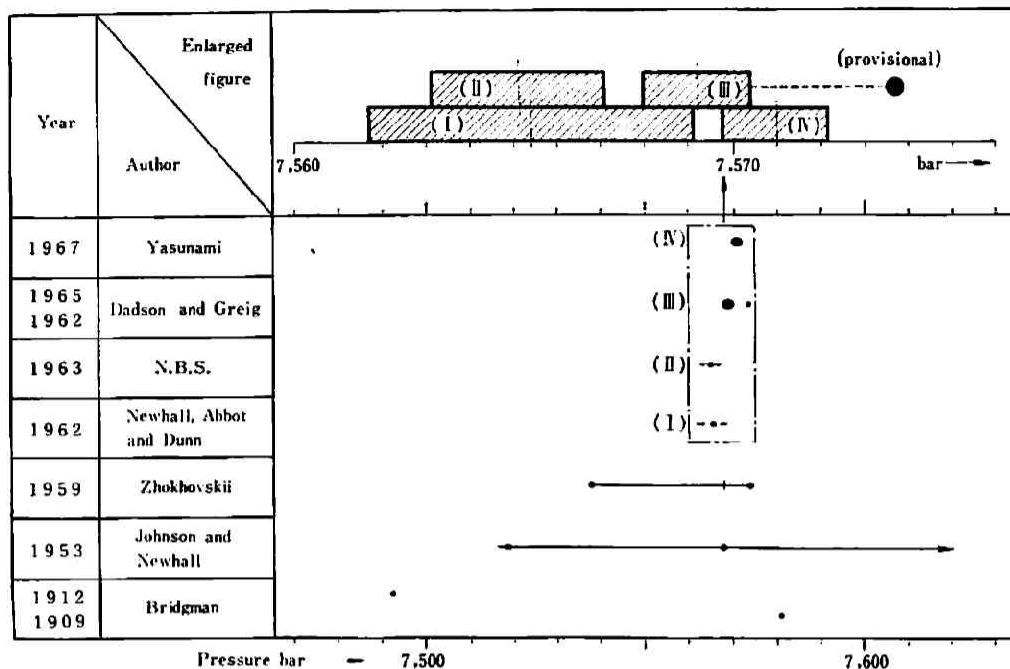 Enlarged
figure
Year
Author
(provisional)
(II)
(III)
(I)
(IV)
7.560
7.570
bar
1967
Yasunami
(IV)
1965
1962
Dadson and Greig
(III)
1963
N.B.S.
(II)
1962
Newhall, Abbot
and Dunn
(I)
1959
Zhokhovskii
1953
Johnson and
Newhall
1912
1909
Bridgman
Pressure bar
7.500
7.600